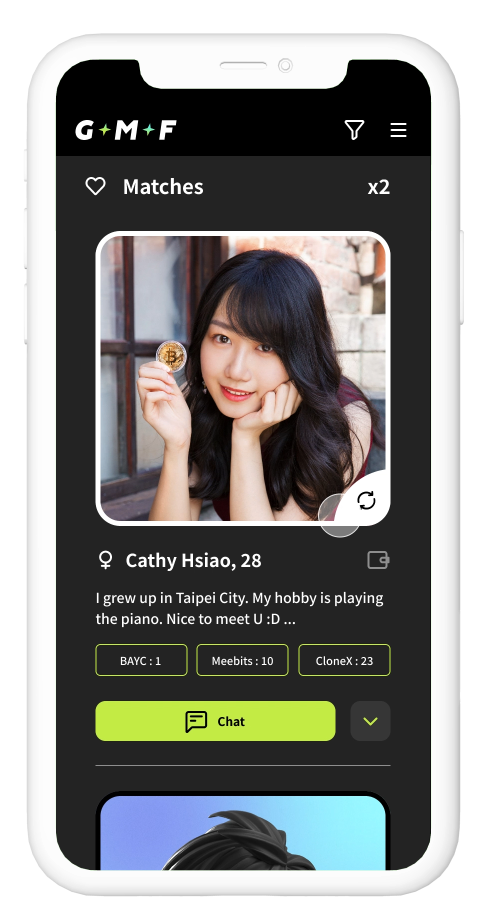 G✦M✦F
Matches
x2
Cathy Hsiao, 28
I grew up in Taipei City. My hobby is playing
the piano. Nice to meet U :D ...
BAYC : 1
Meebits : 10
CloneX : 23
Chat